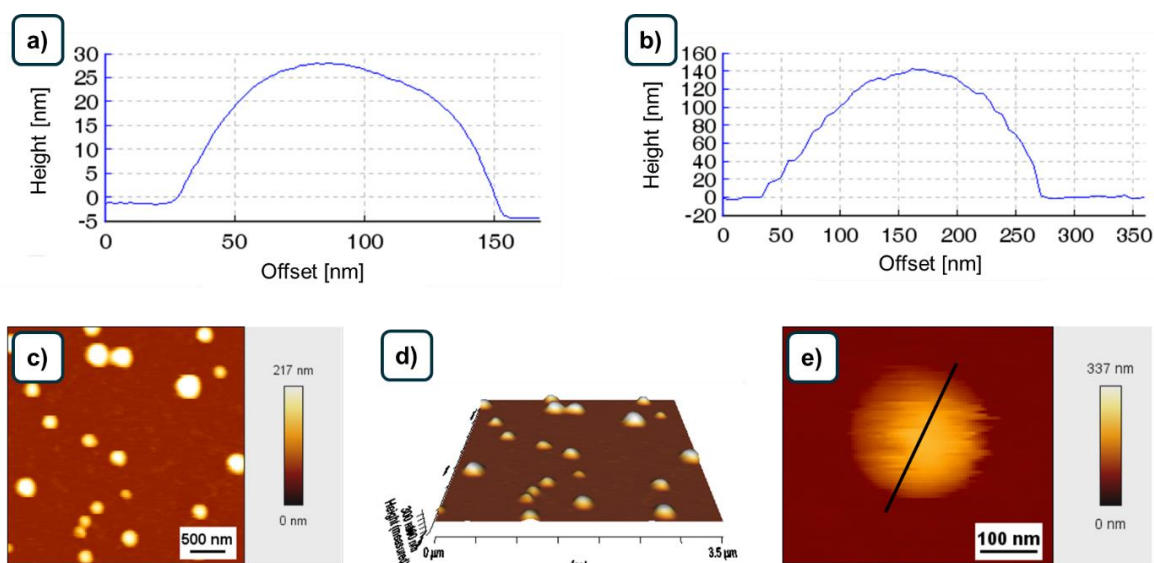 a)
30
25
20
15
10
5
0
-5
Height [nm]
0 50 100 150
Offset [nm]
b)
160
140
120
100
80
60
40
20
0
-20
Height [nm]
0 50 100 150 200 250 300 350
Offset [nm]
c)
217 nm
0 nm
500 nm
d)
0 µm
3.5 µm
e)
337 nm
0 nm
100 nm